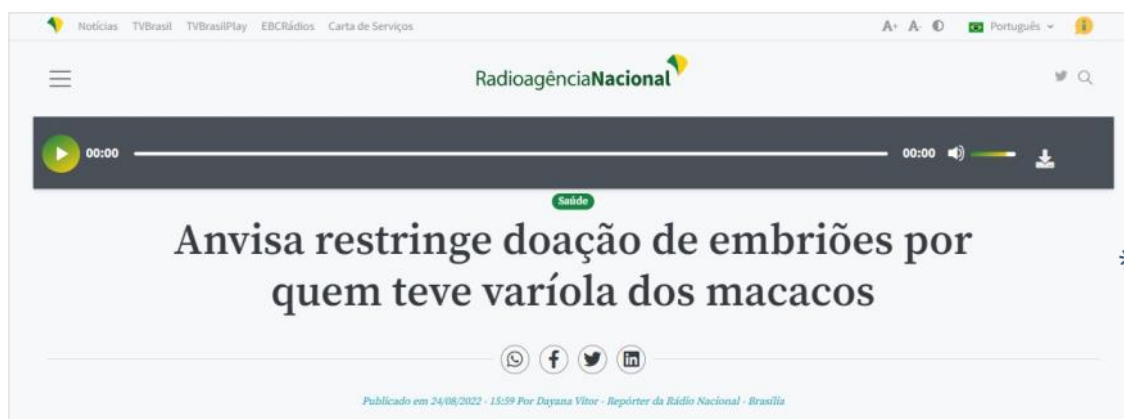 Notícias TVBrasil TVBrasilPlay EBCRádios Carta de Serviços A+ A- Português
RadioagênciaNacional
00:00 00:00
Saúde
Anvisa restringe doação de embriões por
quem teve varíola dos macacos
Publicado em 24/08/2022 - 15:59 Por Dayana Vitor - Repórter da Rádio Nacional - Brasília